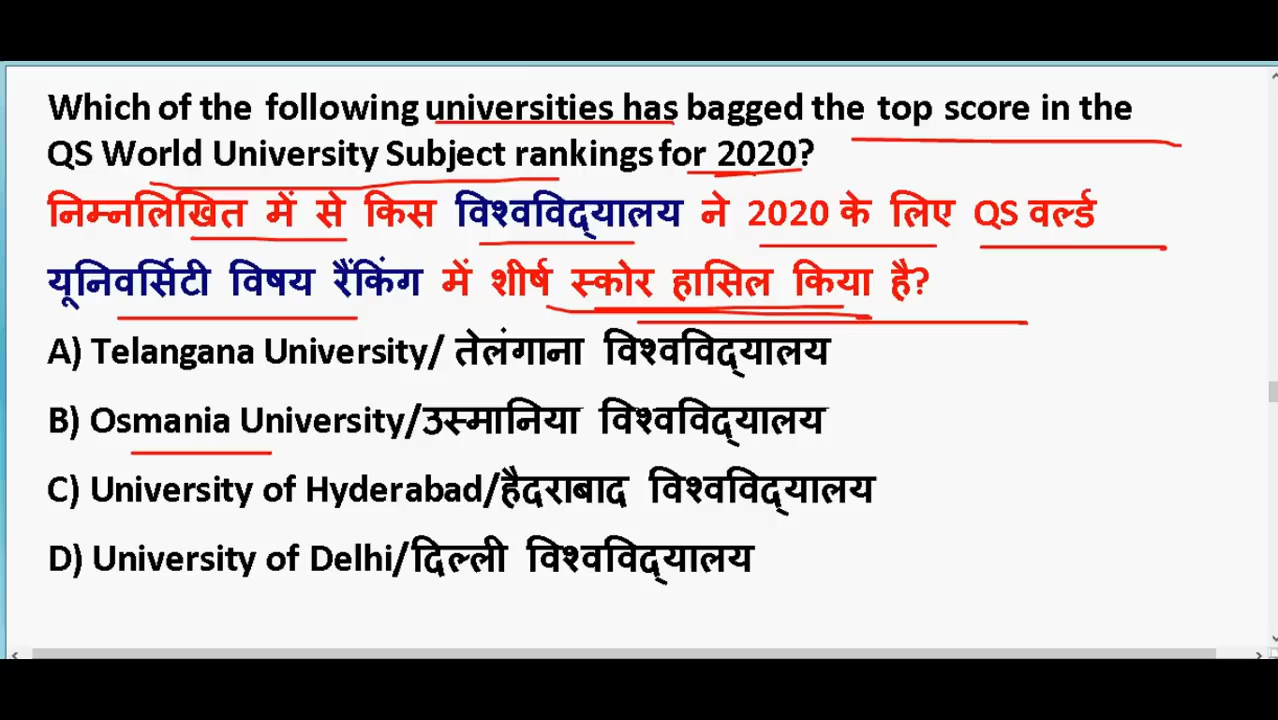 Which of the following universities has bagged the top score in the
QS World University Subject rankings for 2020?
निम्नलिखित में से किस विश्वविद्यालय ने 2020 के लिए QS वर्ल्ड
यूनिवर्सिटी विषय रैंकिंग में शीर्ष स्कोर हासिल किया है?
A) Telangana University/ तेलंगाना विश्वविद्यालय
B) Osmania University/उस्मानिया विश्वविद्यालय
C) University of Hyderabad/हैदराबाद विश्वविद्यालय
D) University of Delhi/दिल्ली विश्वविद्यालय